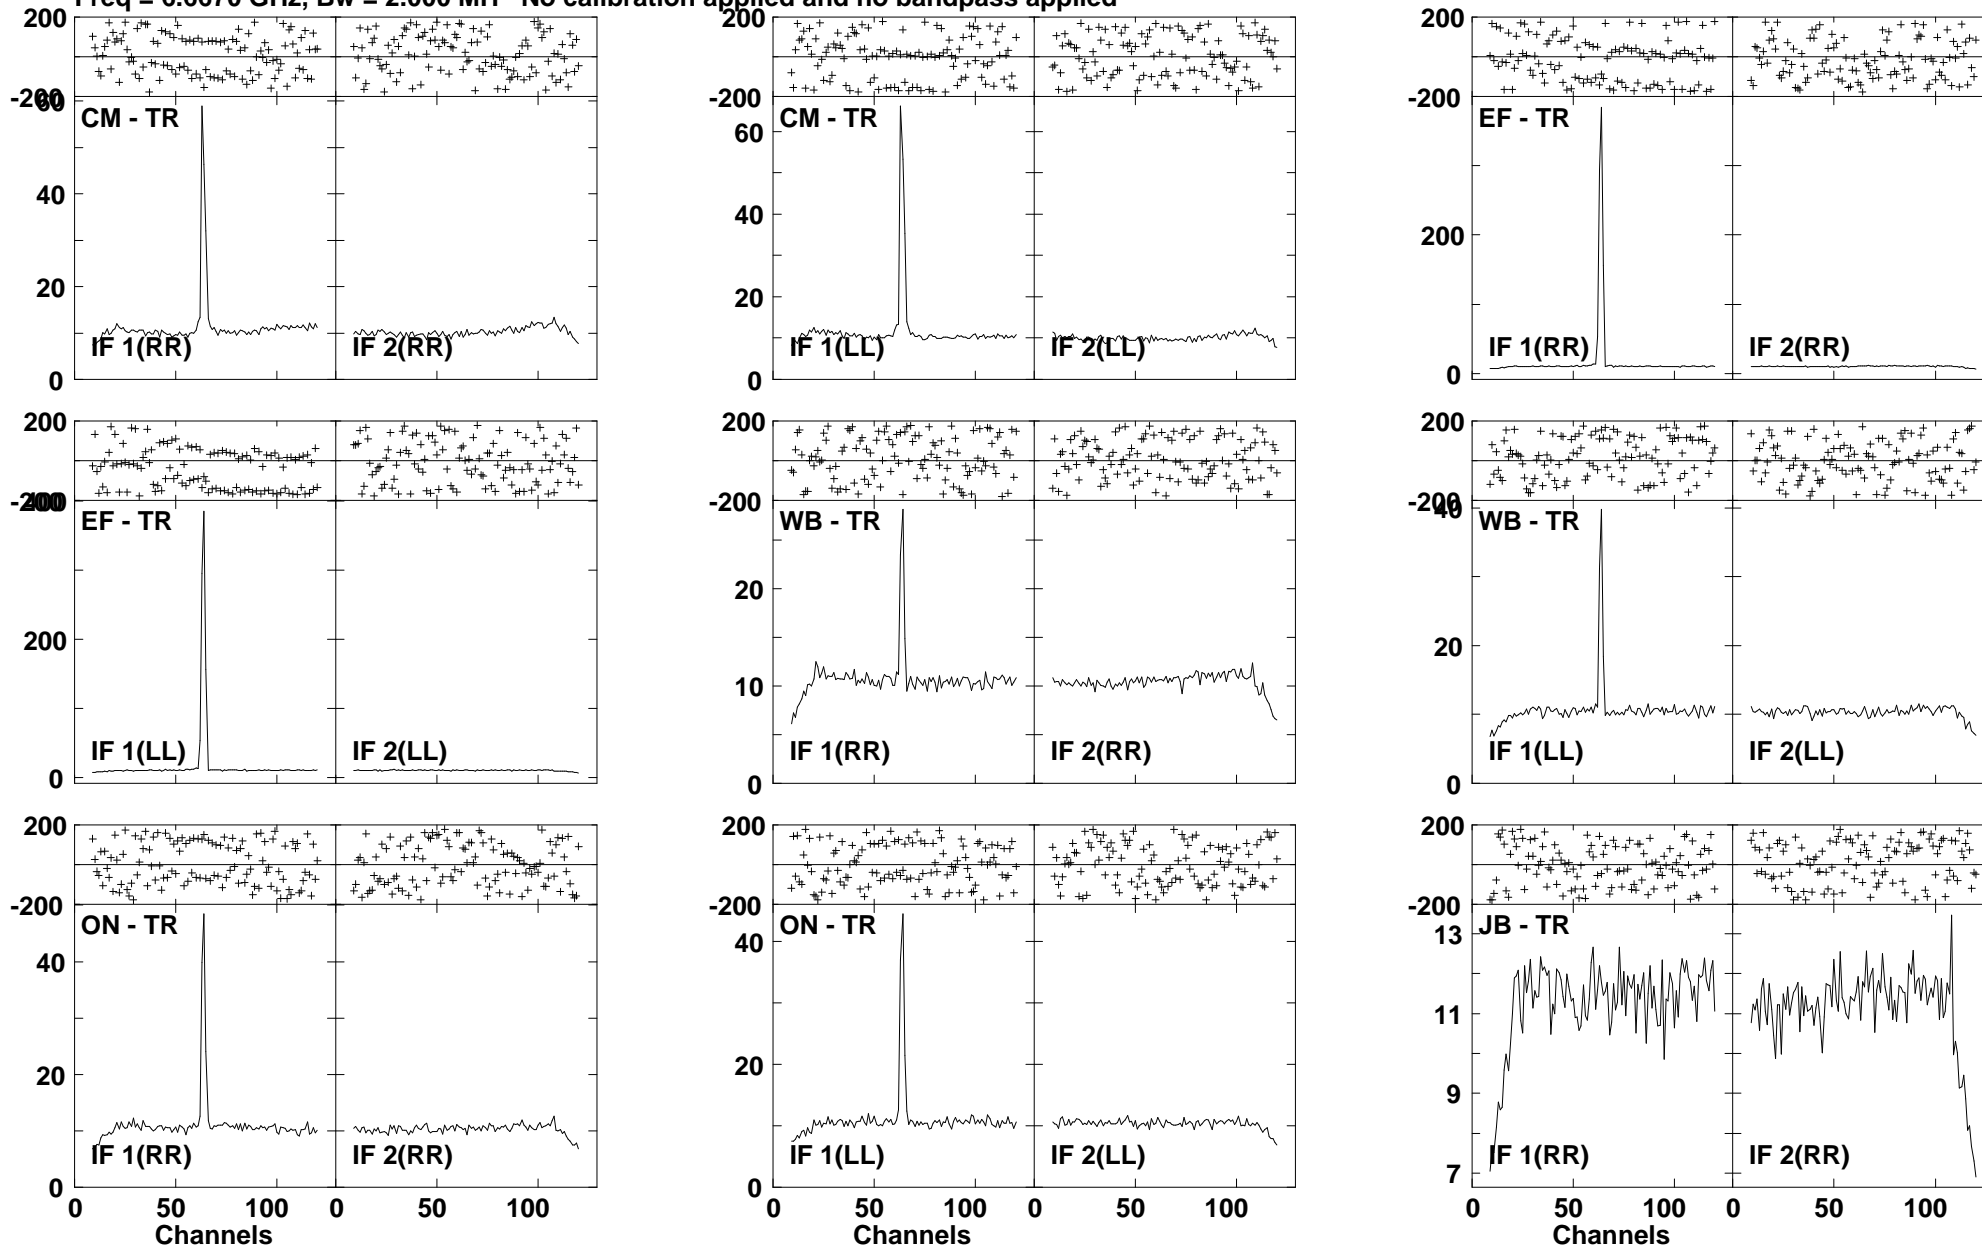 Freq = 6.6670 GHz, Bw = 2.000 MH No calibration applied and no bandpass applied
200
-200
60
40
20
0
CM - TR
IF 1(RR)
IF 2(RR)
200
-200
60
40
20
0
CM - TR
IF 1(LL)
IF 2(LL)
200
-200
200
0
EF - TR
IF 1(RR)
IF 2(RR)
200
-200
400
200
0
EF - TR
IF 1(LL)
IF 2(LL)
200
-200
20
10
0
WB - TR
IF 1(RR)
IF 2(RR)
200
-200
40
20
0
WB - TR
IF 1(LL)
IF 2(LL)
200
-200
40
20
0
ON - TR
IF 1(RR)
IF 2(RR)
0 50 100 0 50 100
Channels
200
-200
40
20
0
ON - TR
IF 1(LL)
IF 2(LL)
0 50 100 0 50 100
Channels
200
-200
13
11
9
7
JB - TR
IF 1(RR)
IF 2(RR)
0 50 100 0 50 100
Channels